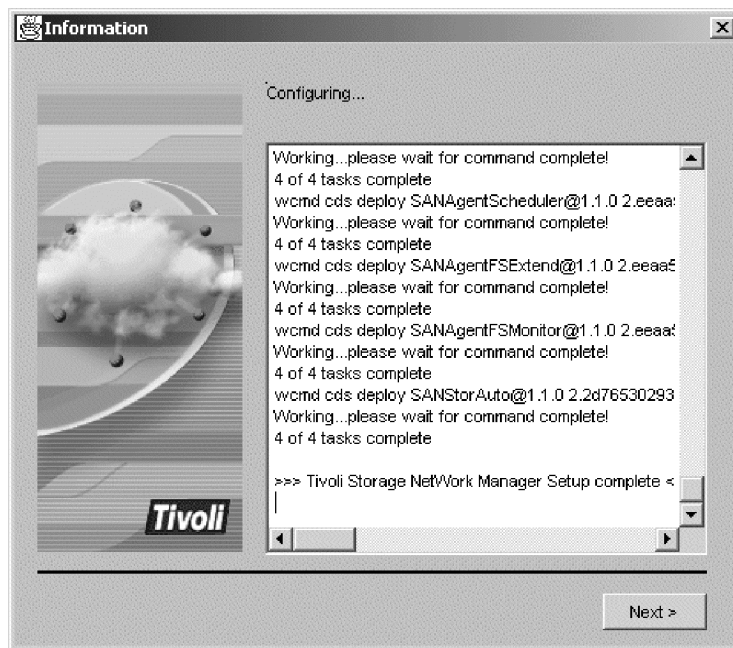 Information
Configuring...
Working...please wait for command complete!
4 of 4 tasks complete
wcmd cds deploy SANAgentScheduler@1.1.0 2.eeaa
Working...please wait for command complete!
4 of 4 tasks complete
wcmd cds deploy SANAgentFSExtend@1.1.0 2.eeaa5
Working...please wait for command complete!
4 of 4 tasks complete
wcmd cds deploy SANAgentFSMonitor@1.1.0 2.eeaa
Working...please wait for command complete!
4 of 4 tasks complete
wcmd cds deploy SANStorAuto@1.1.0 2.2d76530293
Working...please wait for command complete!
4 of 4 tasks complete
>>> Tivoli Storage NetWork Manager Setup complete <
Tivoli
Next >